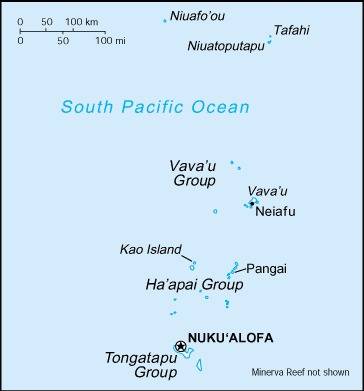 0 50 100 km
0 50 100 mi
Niuafo'ou
Tafahi
Niuatoputapu
South Pacific Ocean
Vava'u
Group
Vava'u
Neiafu
Kao Island
Pangai
Ha'apai Group
NUKU‘ALOFA
Tongatapu
Group
Minerva Reef not shown